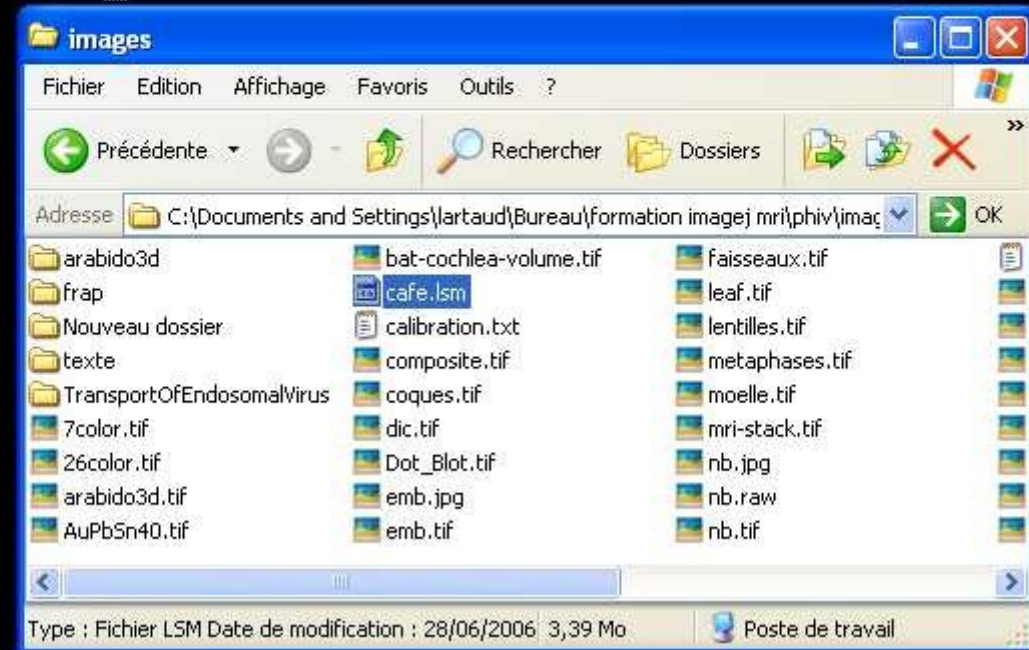 images
Fichier Edition Affichage Favoris Outils ?
Précédente Rechercher Dossiers »
Adresse C:\Documents and Settings\lartaud\Bureau\formation imagej mri\phiv\imag OK
arabido3d bat-cochlea-volume.tif faisseaux.tif
frap cafe.lsm leaf.tif
Nouveau dossier calibration.txt lentilles.tif
texte composite.tif metaphases.tif
TransportOfEndosomalVirus coques.tif moelle.tif
7color.tif dic.tif mri-stack.tif
26color.tif Dot_Blot.tif nb.jpg
arabido3d.tif emb.jpg nb.raw
AuPbSn40.tif emb.tif nb.tif
Type : Fichier LSM Date de modification : 28/06/2006 3,39 Mo Poste de travail